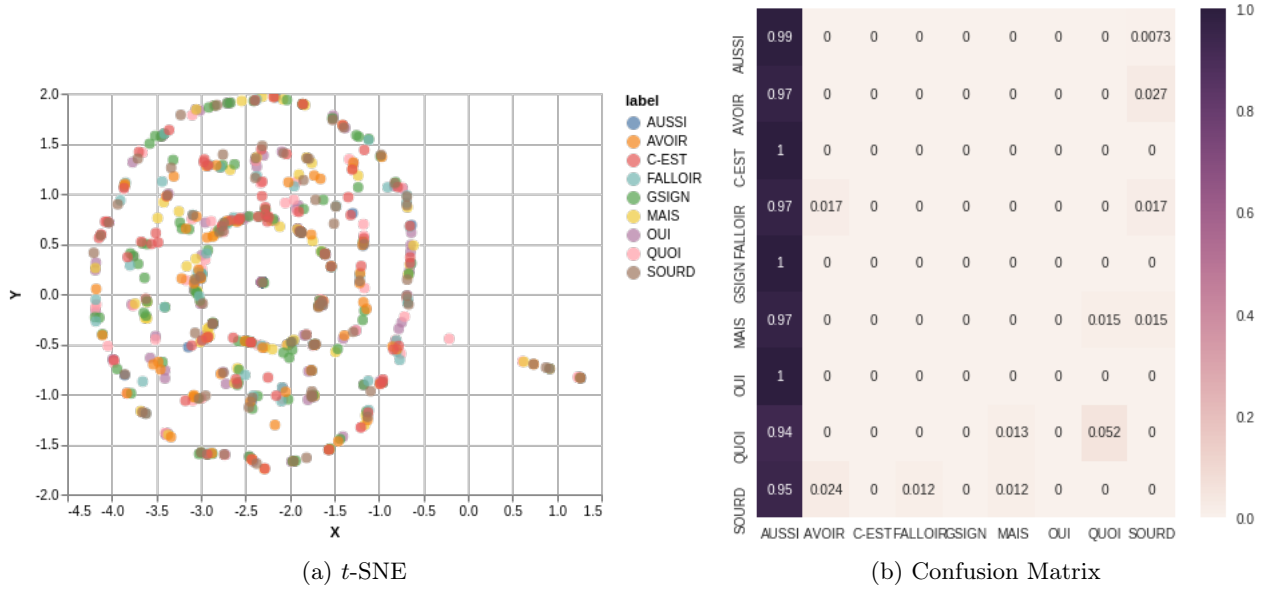 label
AUSSI
AVOIR
C-EST
FALLOIR
GSIGN
MAIS
OUI
QUOI
SOURD
2.0
1.5
1.0
0.5
0.0
-0.5
-1.0
-1.5
-2.0
Y
-4.5 -4.0 -3.5 -3.0 -2.5 -2.0 -1.5 -1.0 -0.5 0.0 0.5 1.0 1.5
X
(a) t-SNE
AUSSI 0.99 0 0 0 0 0 0 0 0.0073
AVOIR 0.97 0 0 0 0 0 0 0 0.027
C-EST 1 0 0 0 0 0 0 0 0
FALLOIR 0.97 0.017 0 0 0 0 0 0 0.017
GSIGN 1 0 0 0 0 0 0 0 0
MAIS 0.97 0 0 0 0 0 0 0.015 0.015
OUI 1 0 0 0 0 0 0 0 0
QUOI 0.94 0 0 0 0 0.013 0 0.052 0
SOURD 0.95 0.024 0 0.012 0 0.012 0 0 0
AUSSI AVOIR C-EST FALLOIR GSIGN MAIS OUI QUOI SOURD
1.0
0.8
0.6
0.4
0.2
0.0
(b) Confusion Matrix